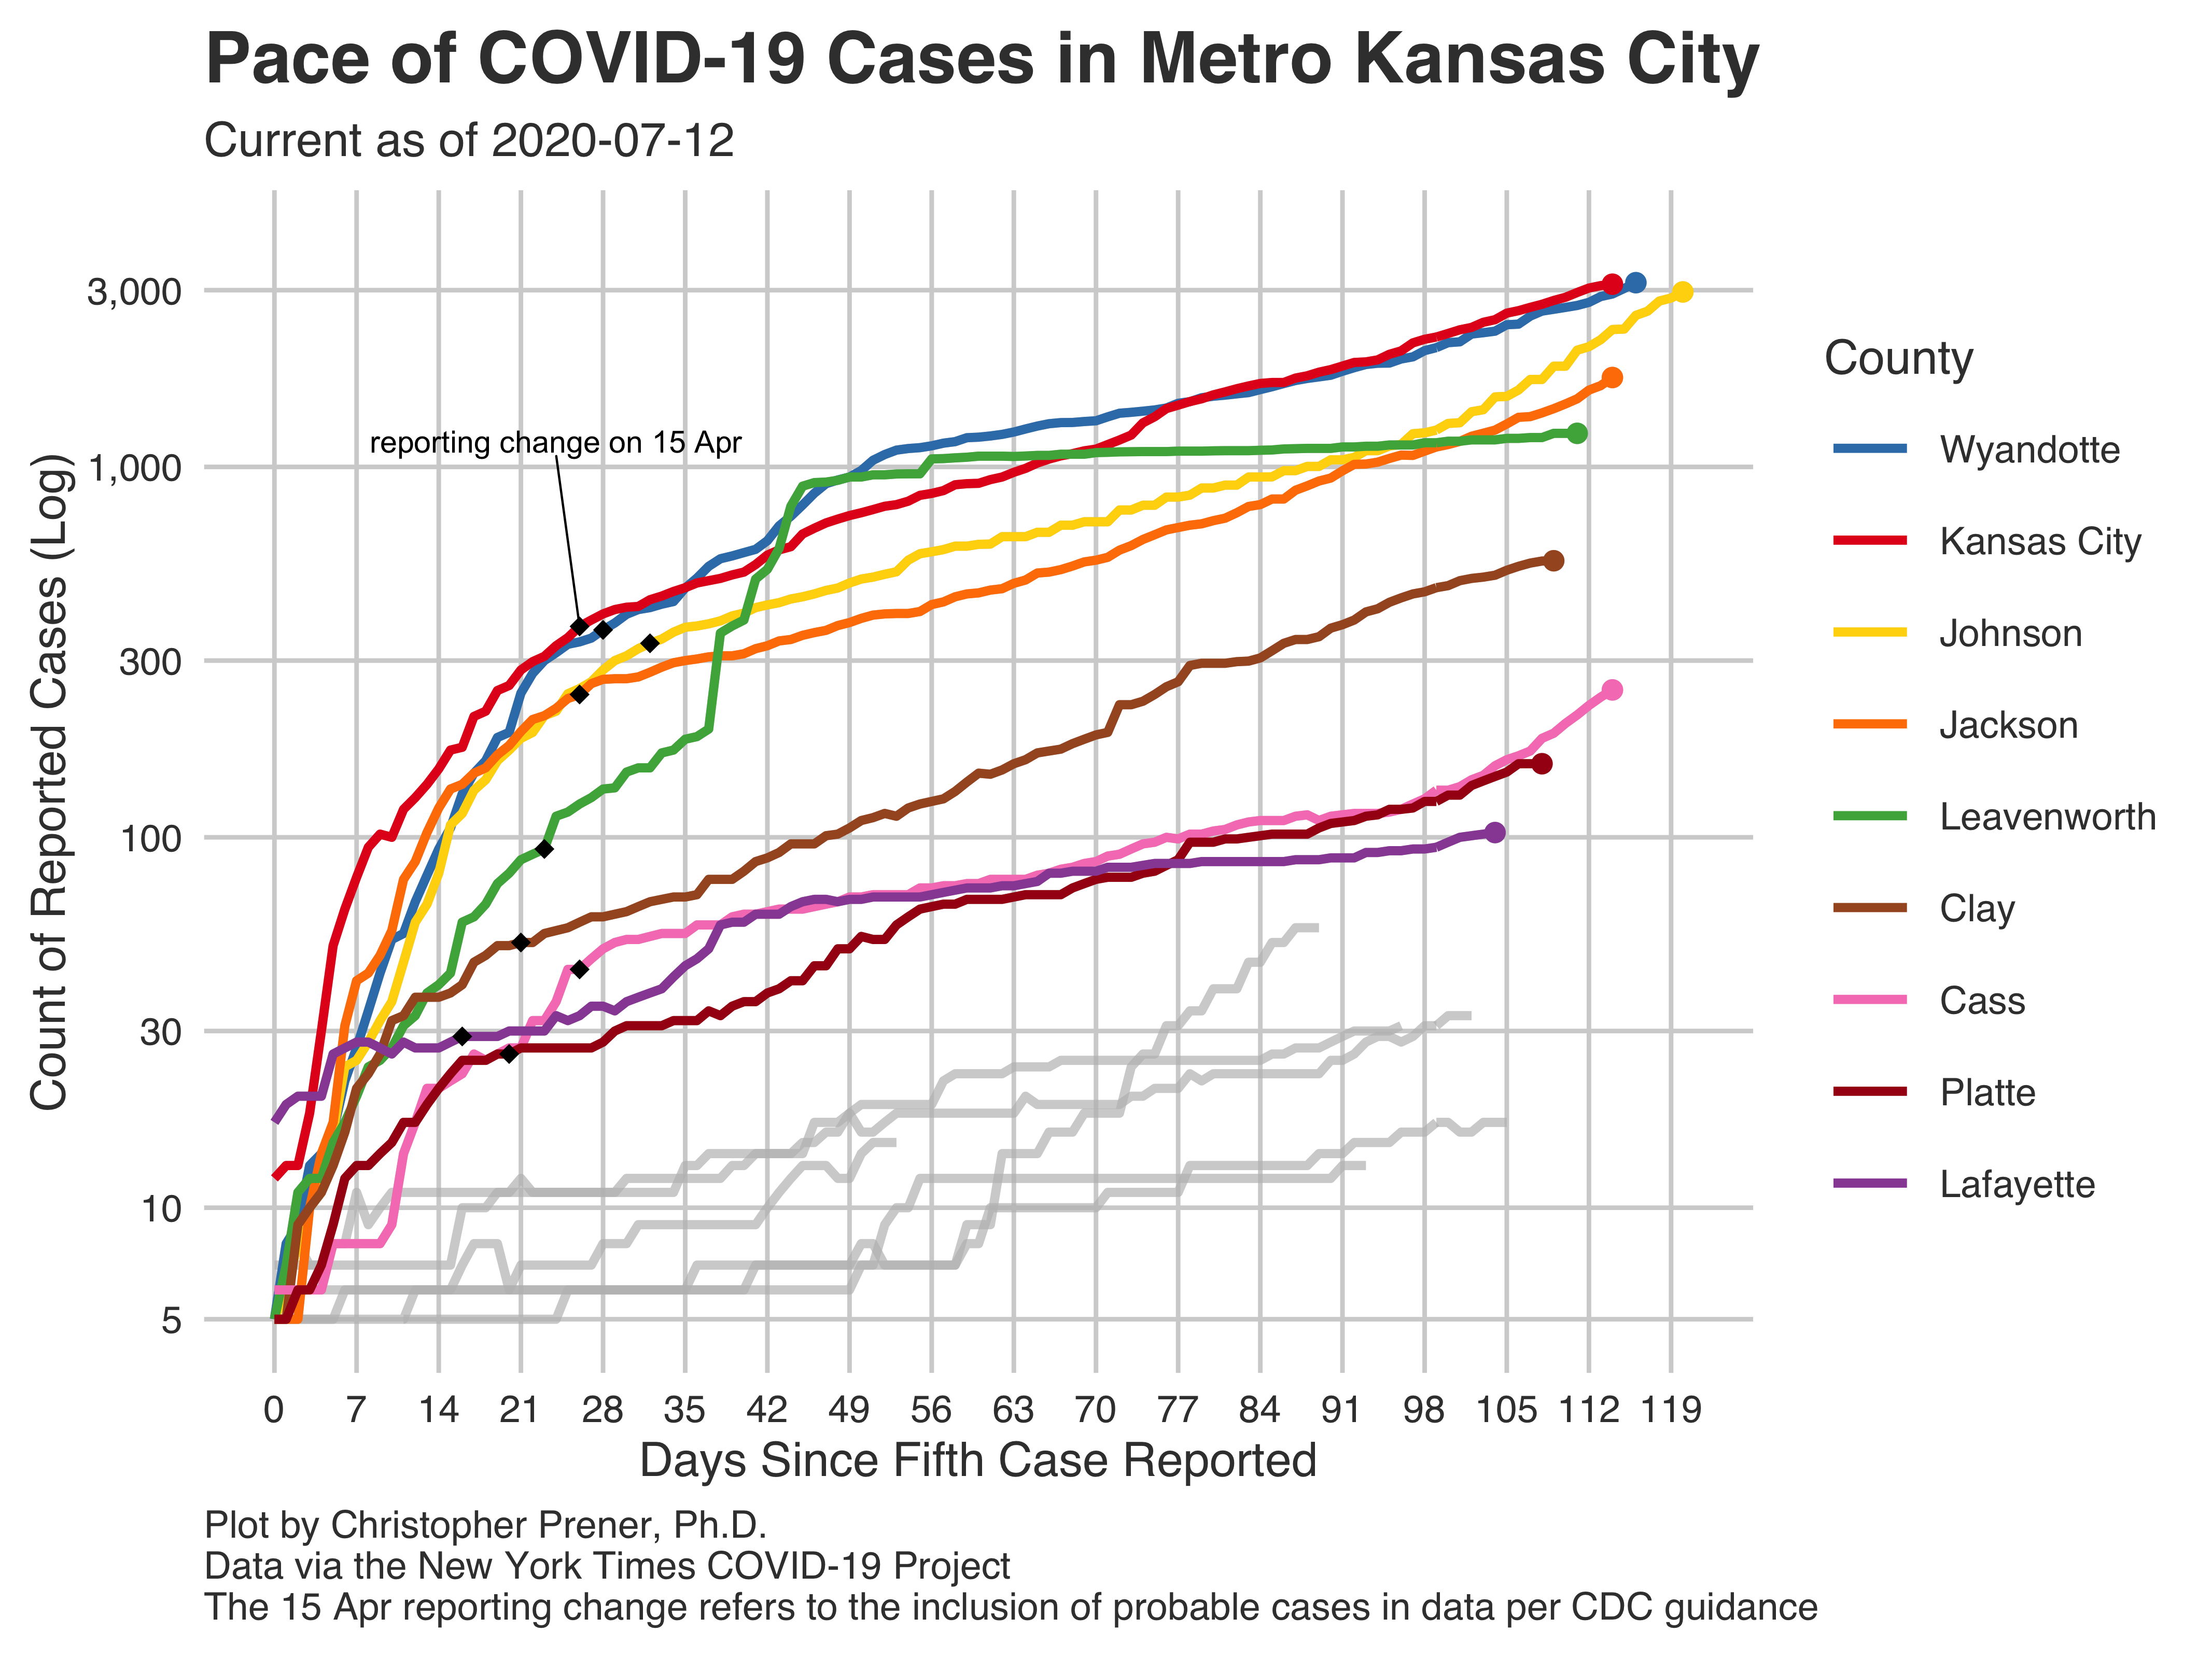 Pace of COVID-19 Cases in Metro Kansas City
Current as of 2020-07-12
Count of Reported Cases (Log)
3,000
1,000
300
100
30
10
5
reporting change on 15 Apr
0 7 14 21 28 35 42 49 56 63 70 77 84 91 98 105 112 119
Days Since Fifth Case Reported
County
Wyandotte
Kansas City
Johnson
Jackson
Leavenworth
Clay
Cass
Platte
Lafayette
Plot by Christopher Prener, Ph.D.
Data via the New York Times COVID-19 Project
The 15 Apr reporting change refers to the inclusion of probable cases in data per CDC guidance